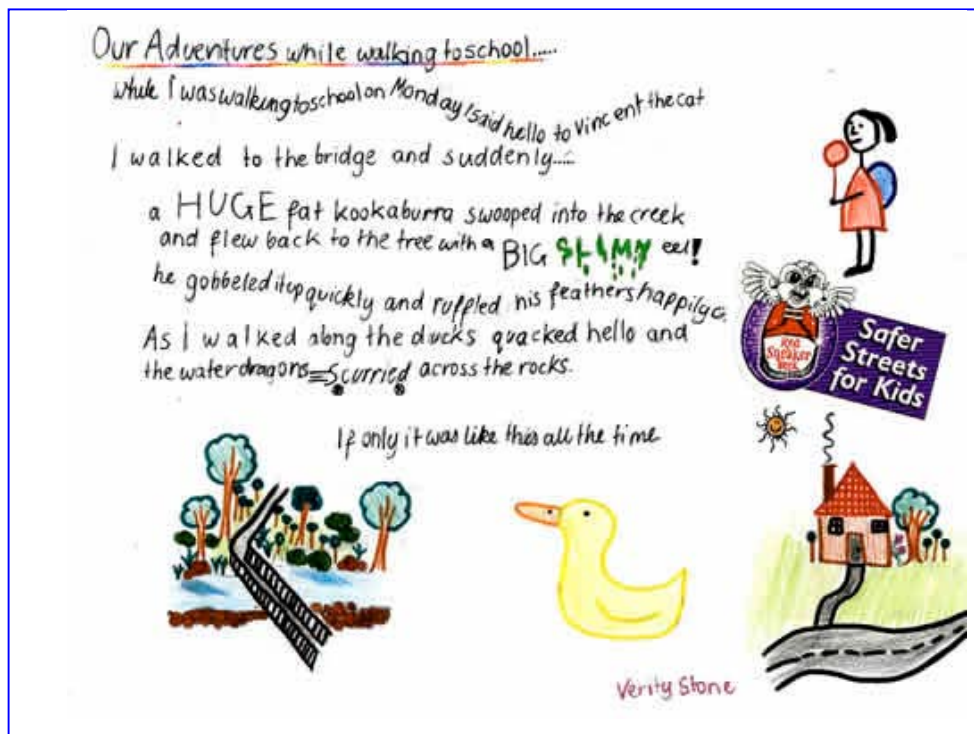 Our Adventures while walking to school.....
while I was walking to school on Monday I said hello to Vincent the cat
I walked to the bridge and suddenly.....
a HUGE fat kookaburra swooped into the creek
and flew back to the tree with a BIG SLIMY eel!
he gobbeled it up quickly and ruffled his feathers happily
As I walked along the ducks quacked hello and
the water dragons scurried across the rocks.
If only it was like this all the time
Red
Sneaker
Safer
Streets
for Kids
Verity Stone